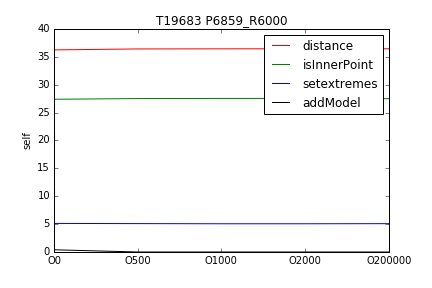 T19683 P6859_R6000
40
35
30
25
20
15
10
5
0
self
distance
isInnerPoint
setextremes
addModel
O0 O500 O1000 O2000 O200000